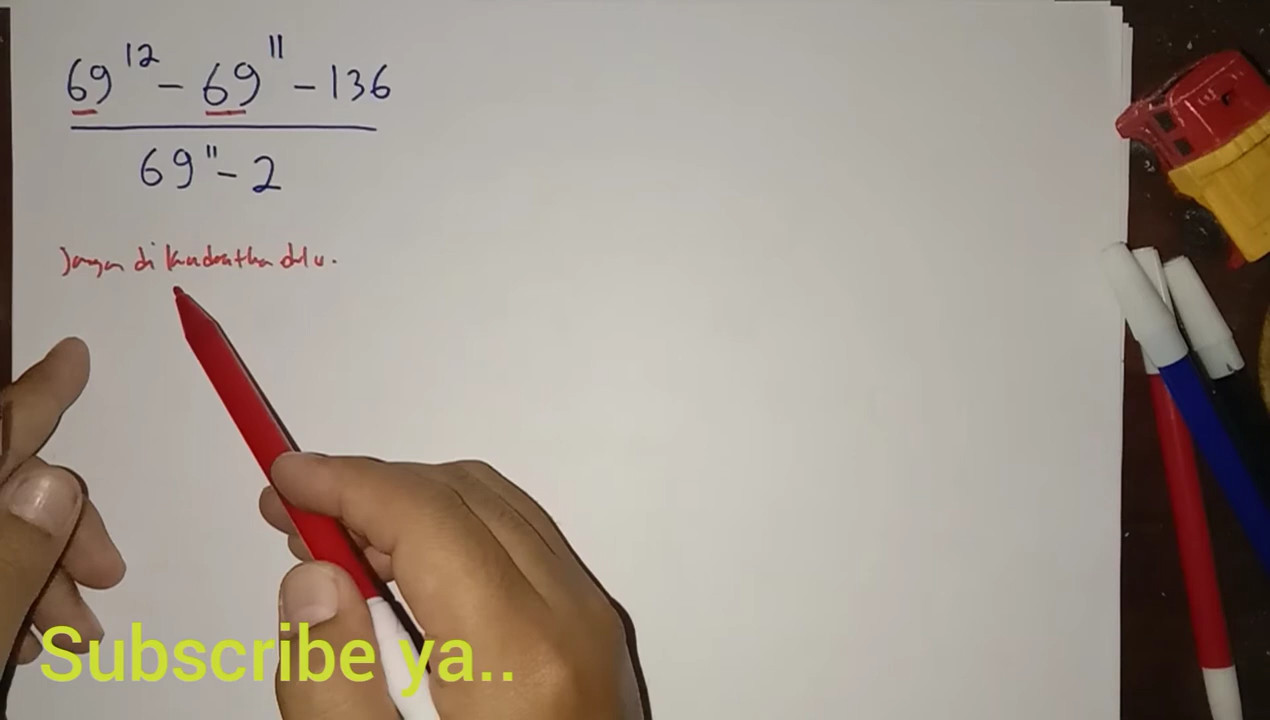 69¹² - 69¹¹ - 136
69¹¹ - 2
Jangan di kuadratkan dulu.
Subscribe ya..